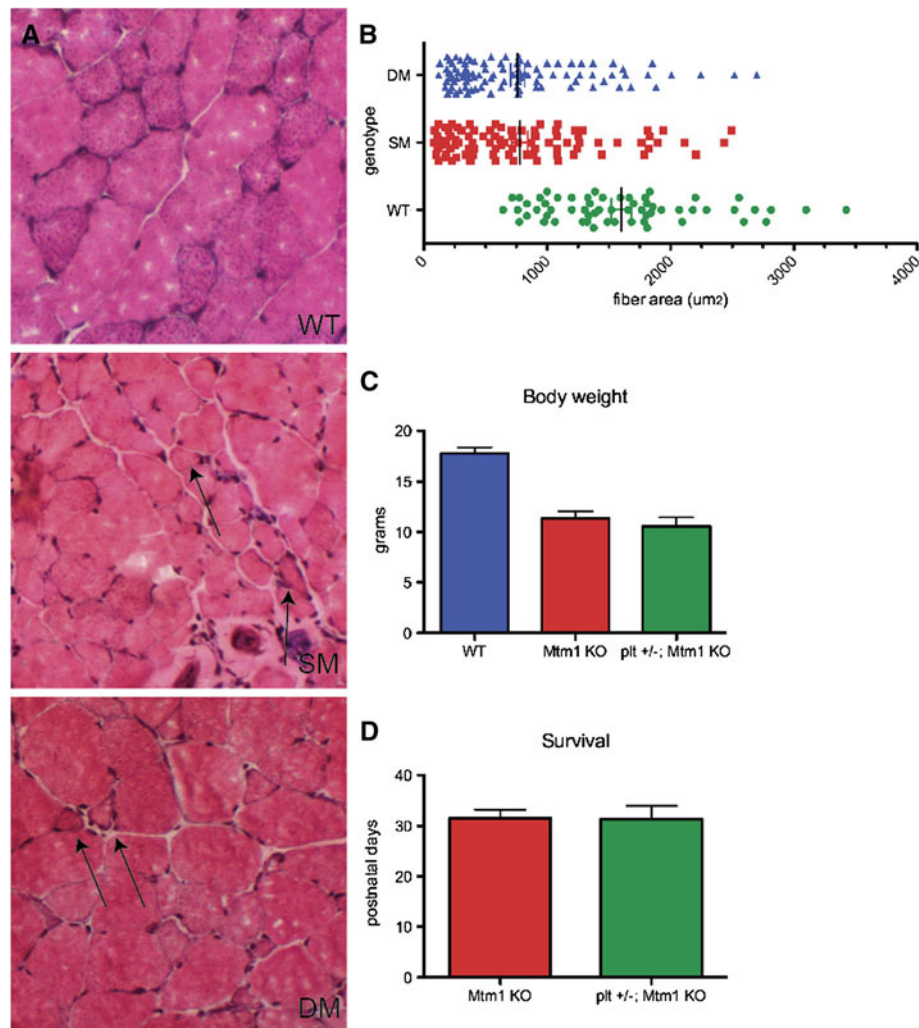 A
WT
SM
DM
B
genotype
DM
SM
WT
0
1000
2000
3000
4000
fiber area (um2)
C
Body weight
grams
20
15
10
5
0
WT
Mtm1 KO
plt +/-; Mtm1 KO
D
Survival
postnatal days
40
30
20
10
0
Mtm1 KO
plt +/-; Mtm1 KO